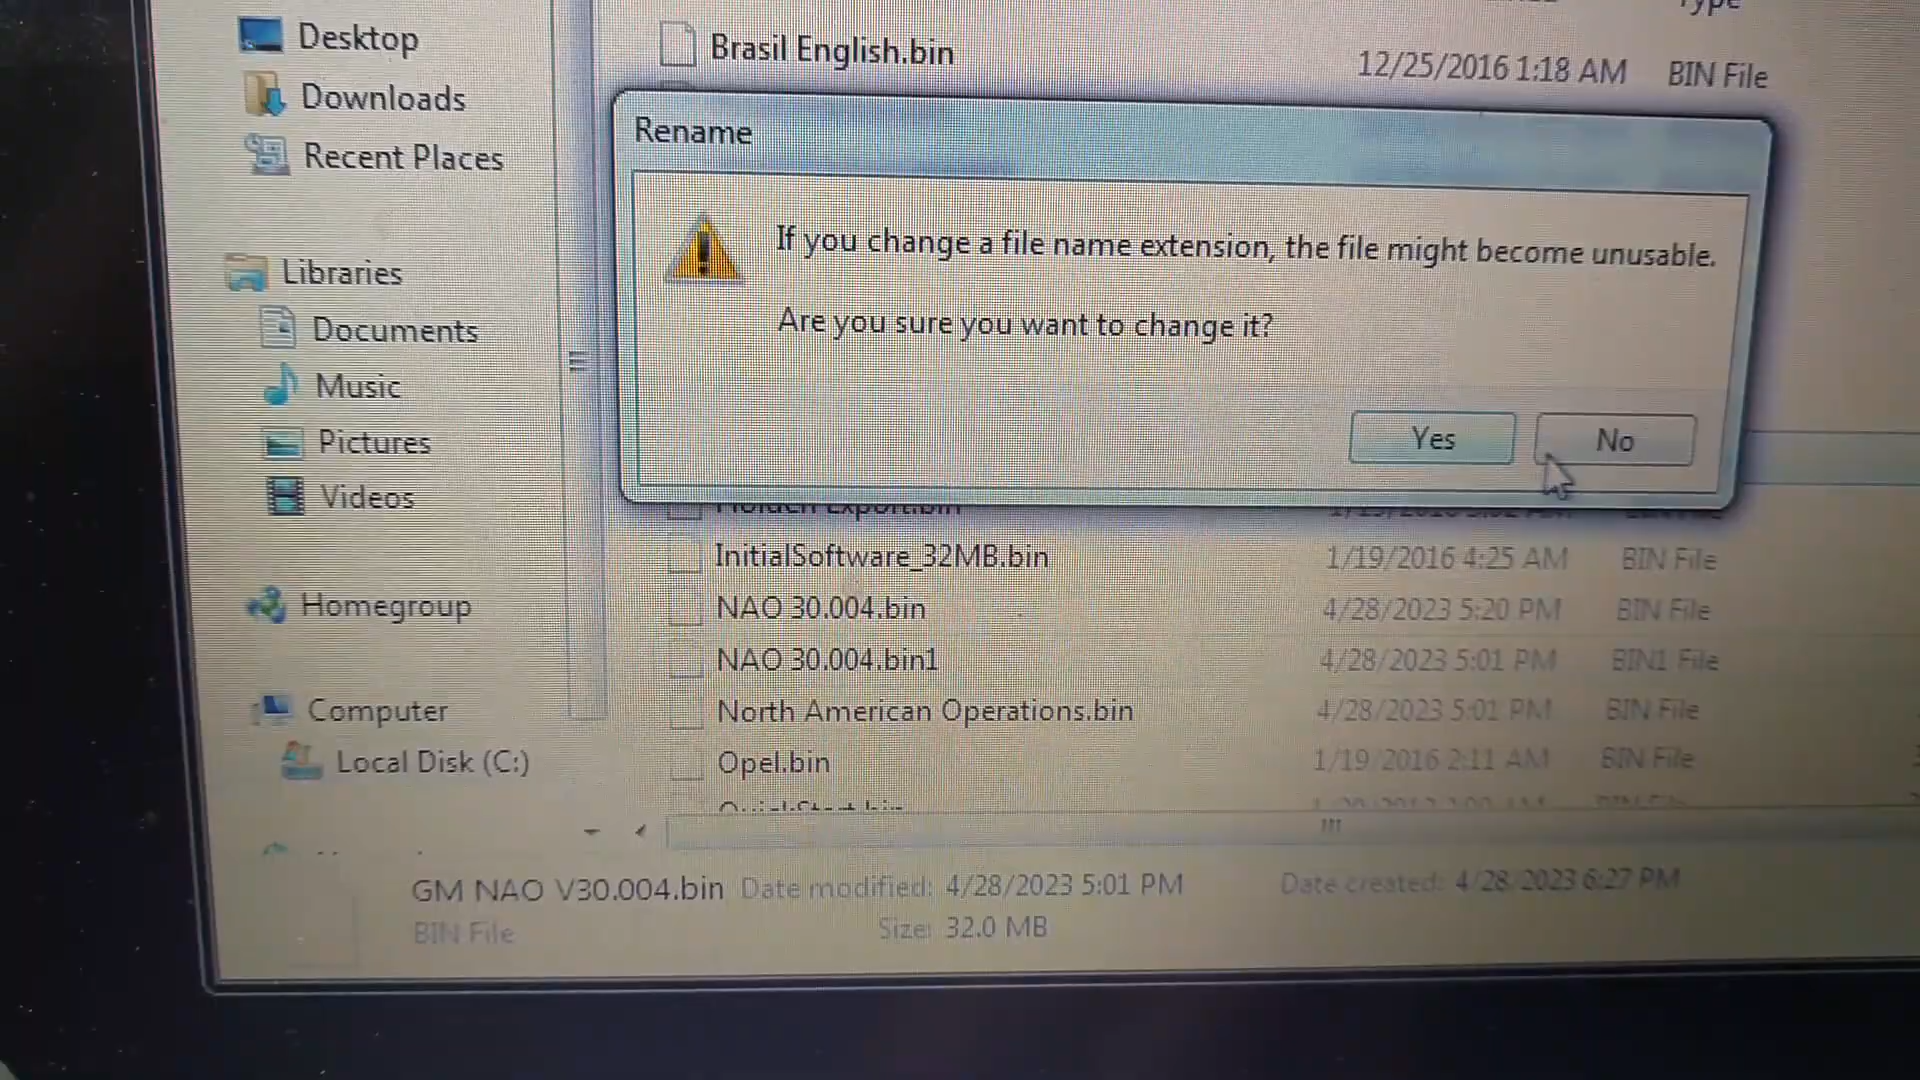 Type
Desktop
Brasil English.bin 12/25/2016 1:18 AM BIN File
Downloads
Recent Places
Rename
If you change a file name extension, the file might become unusable.
Are you sure you want to change it?
Yes No
Libraries
Documents
Music
Pictures
Videos
Homegroup
Computer
Local Disk (C:)
Holden Export.bin
InitialSoftware_32MB.bin 1/19/2016 4:25 AM BIN File
NAO 30.004.bin 4/28/2023 5:20 PM BIN File
NAO 30.004.bin1 4/28/2023 5:01 PM BIN1 File
North American Operations.bin 4/28/2023 5:01 PM BIN File
Opel.bin 1/19/2016 2:11 AM BIN File
GM NAO V30.004.bin Date modified: 4/28/2023 5:01 PM Date created: 4/28/2023 6:27 PM
BIN File Size: 32.0 MB